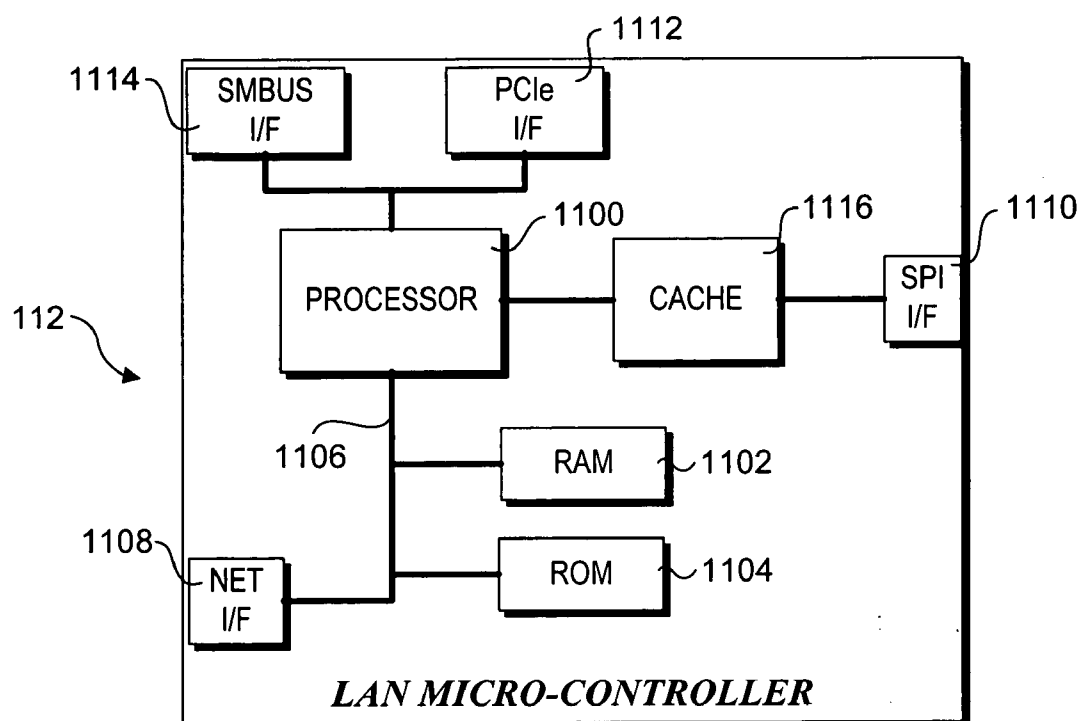 1112
1114
SMBUS
I/F
PCIe
I/F
1100
1116
1110
PROCESSOR
CACHE
SPI
I/F
112
1106
RAM
1102
1108
NET
I/F
ROM
1104
LAN MICRO-CONTROLLER